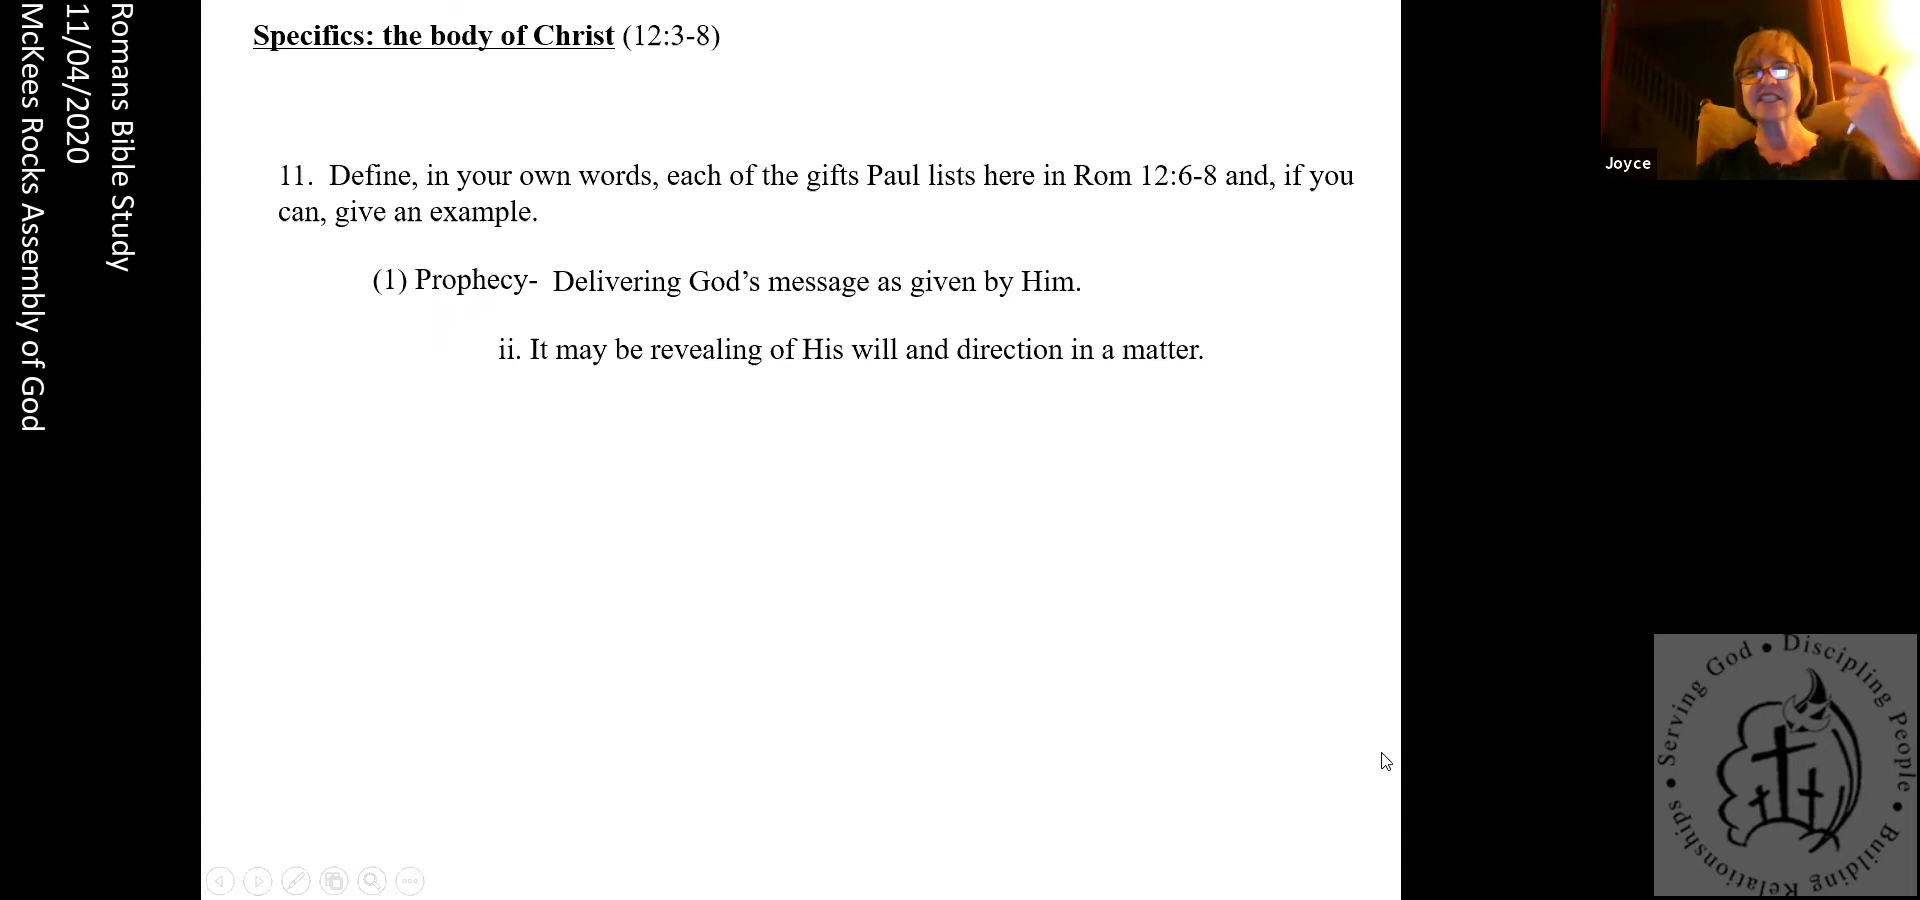 Romans Bible Study
11/04/2020
McKees Rocks Assembly of God
Specifics: the body of Christ (12:3-8)
11. Define, in your own words, each of the gifts Paul lists here in Rom 12:6-8 and, if you
can, give an example.
(1) Prophecy- Delivering God’s message as given by Him.
ii. It may be revealing of His will and direction in a matter.
Joyce
Serving God • Discipling People • Building Relationships •